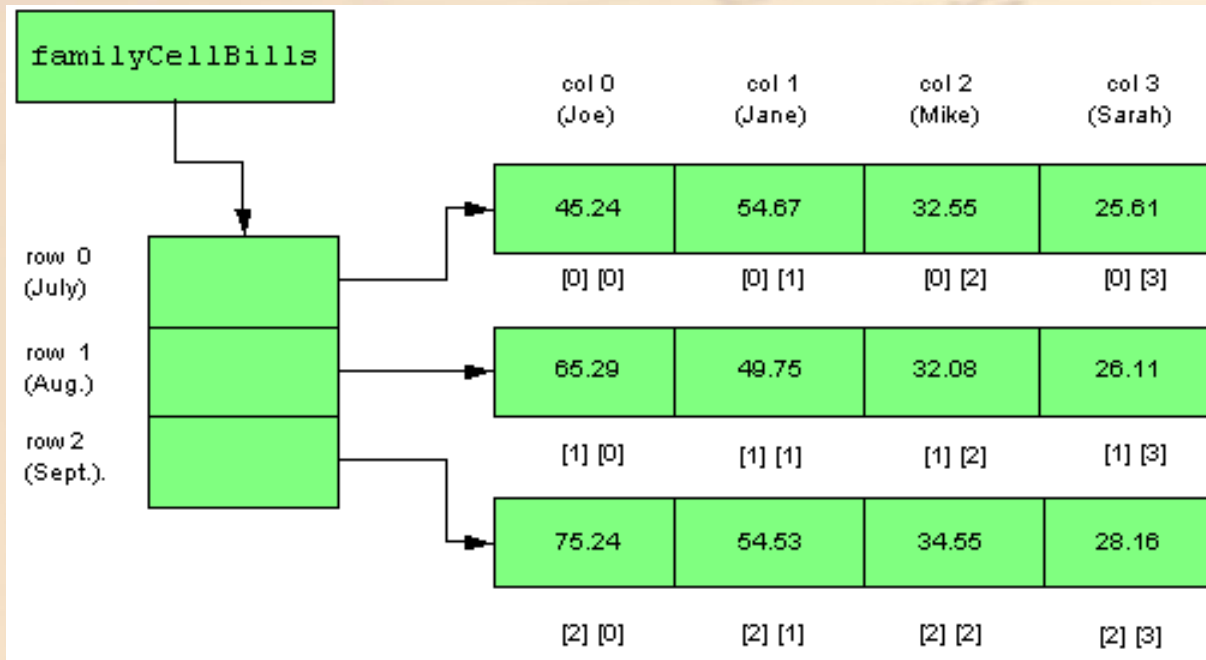 familyCellBills
col 0 col 1 col 2 col 3
(Joe) (Jane) (Mike) (Sarah)
row 0
(July)
45.24 54.67 32.55 25.61
[0] [0] [0] [1] [0] [2] [0] [3]
row 1
(Aug.)
65.29 49.75 32.08 26.11
[1] [0] [1] [1] [1] [2] [1] [3]
row 2
(Sept.).
75.24 54.53 34.55 28.16
[2] [0] [2] [1] [2] [2] [2] [3]